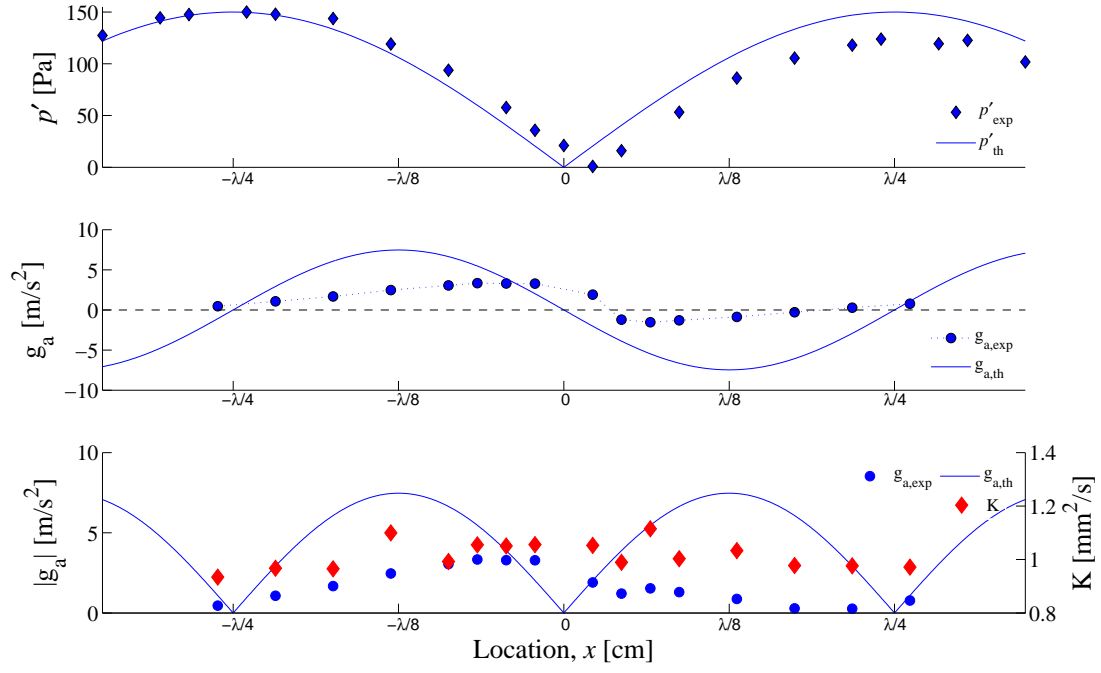 150
100
50
0
p′ [Pa]
p′exp
p′th
−λ/4
−λ/8
0
λ/8
λ/4
10
5
0
−5
−10
ga [m/s2]
ga,exp
ga,th
−λ/4
−λ/8
0
λ/8
λ/4
10
5
0
|ga| [m/s2]
ga,exp
ga,th
K
1.4
1.2
1
0.8
K [mm2/s]
−λ/4
−λ/8
0
λ/8
λ/4
Location, x [cm]